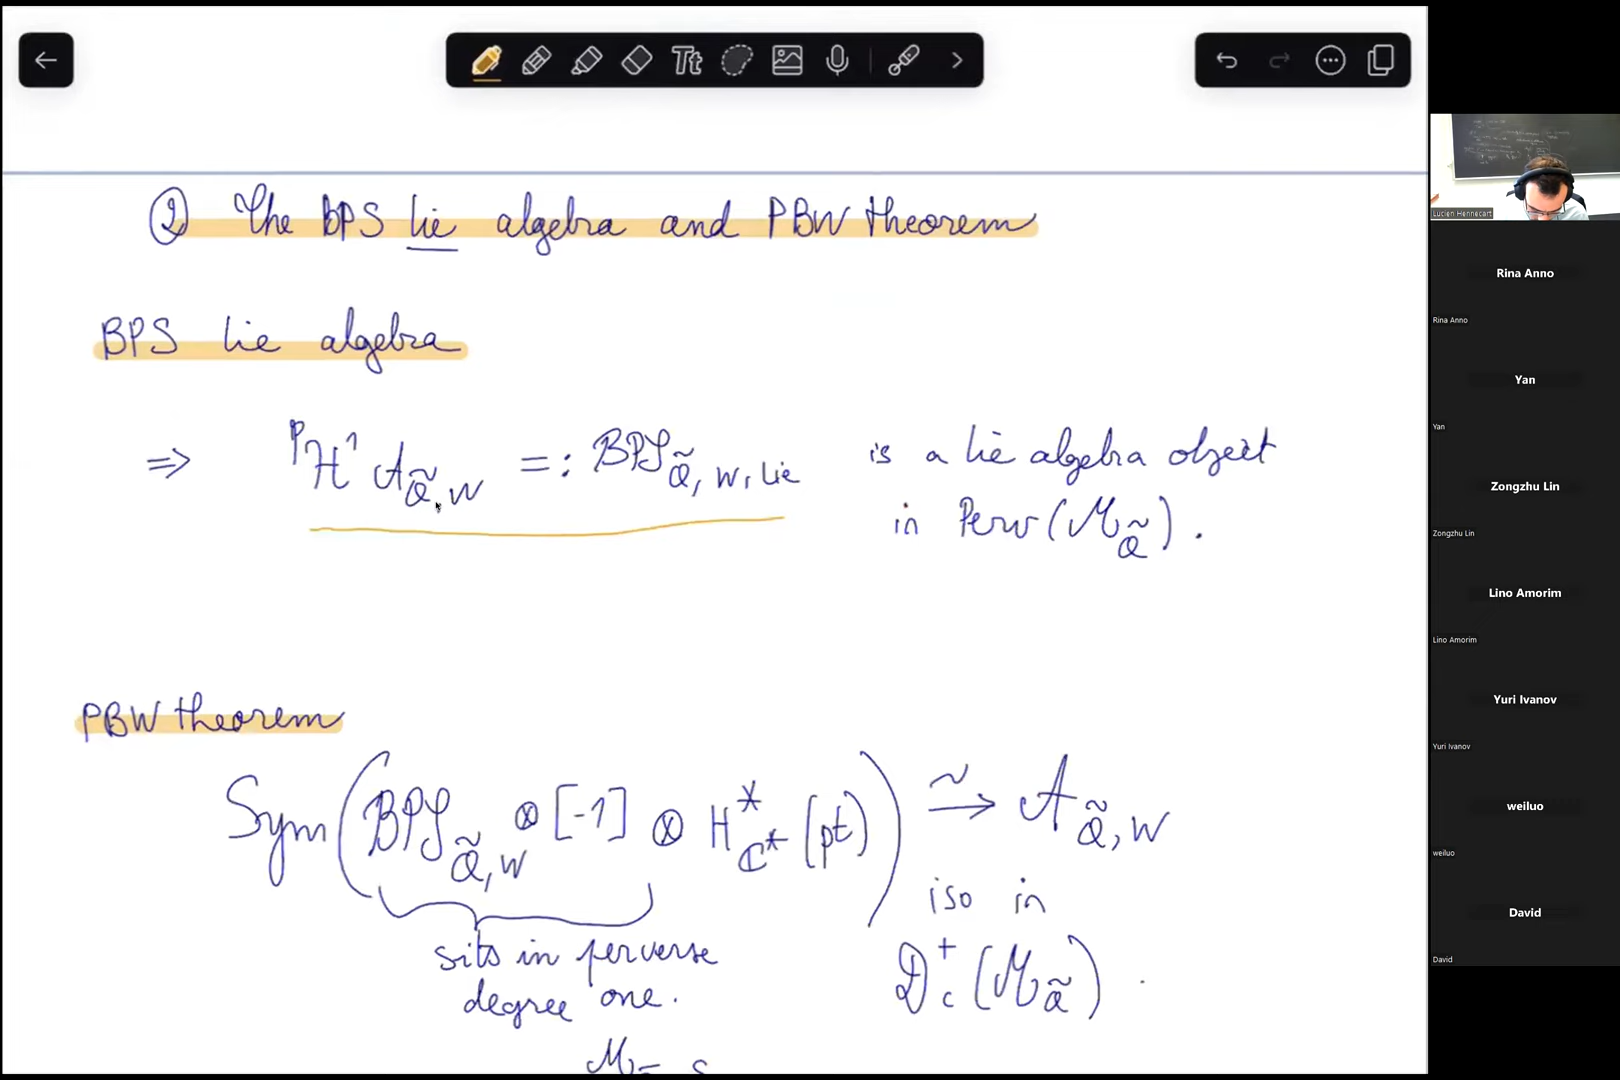 Tt
② The BPS Lie algebra and PBW theorem
BPS Lie algebra
⇒ ᵖH¹ A_{Q̃,W} =: BPS_{Q̃,W,Lie} is a Lie algebra object
in Perv(M_{Q̃}).
PBW theorem
Sym(BPS_{Q̃,W} ⊗ [-1] ⊗ H^*_{C^*}(pt)) →~ A_{Q̃,W}
sits in perverse
degree one.
iso in
D^+_c(M_{Q̃}).
Lucien Hennecart
Rina Anno
Rina Anno
Yan
Yan
Zongzhu Lin
Zongzhu Lin
Lino Amorim
Lino Amorim
Yuri Ivanov
Yuri Ivanov
weiluo
weiluo
David
David